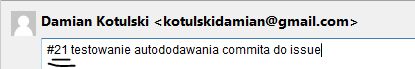 Damian Kotulski <kotulskidamian@gmail.com>
#21 testowanie autododawania commita do issue